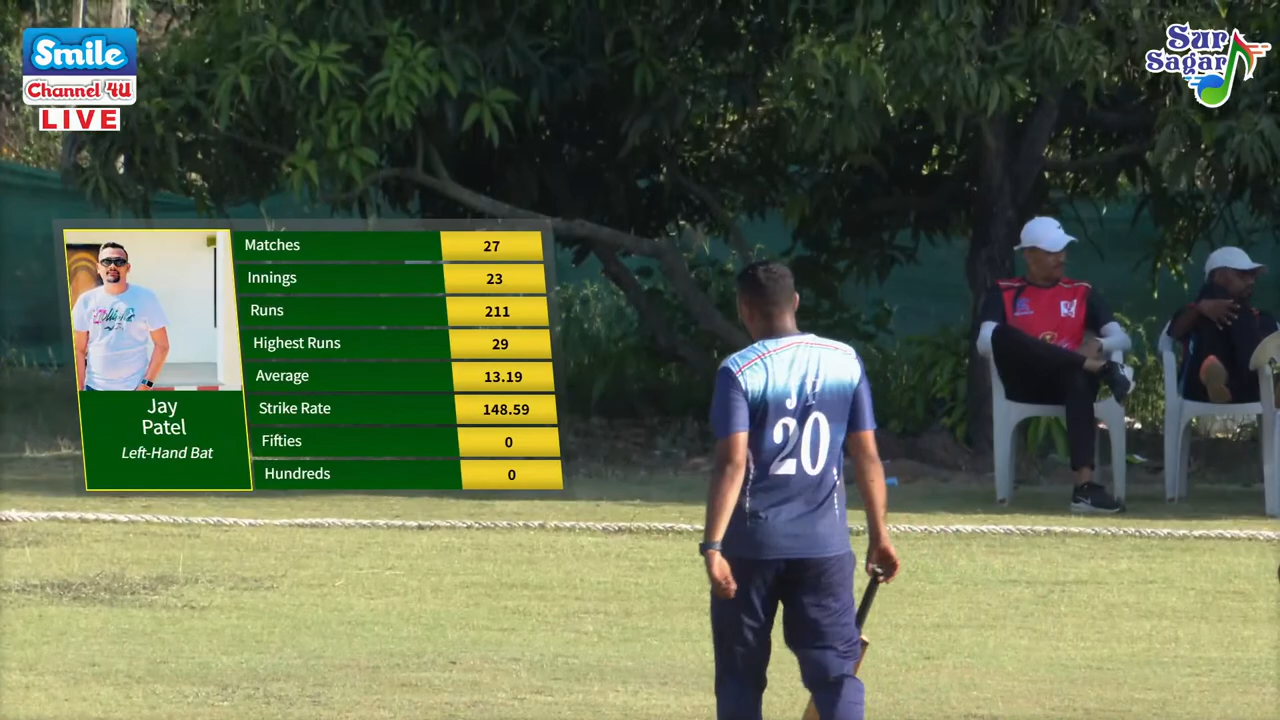 Smile
Channel 4U
LIVE
Sur
Sagar
Matches 27
Innings 23
Runs 211
Highest Runs 29
Average 13.19
Strike Rate 148.59
Fifties 0
Hundreds 0
Jay
Patel
Left-Hand Bat
20